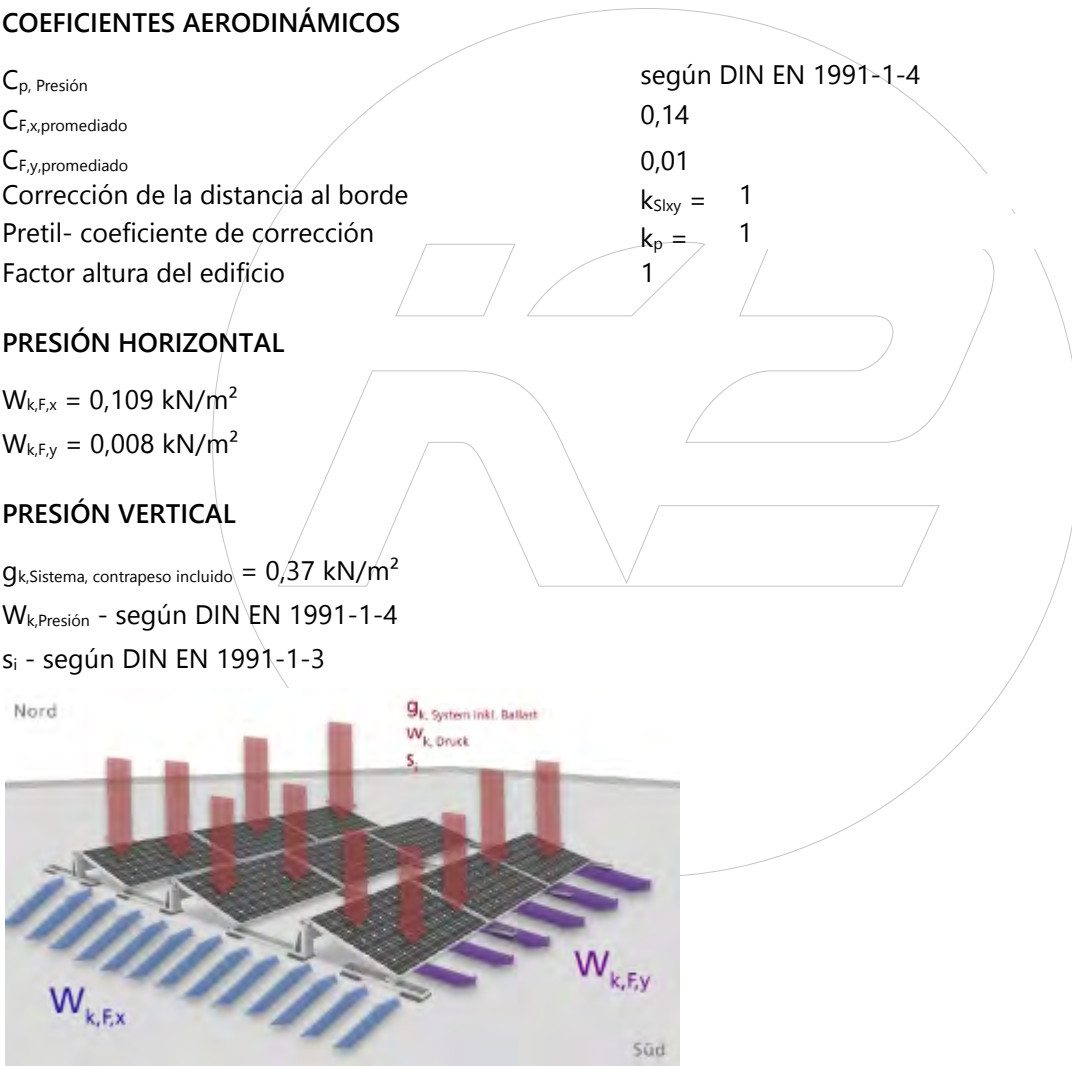 COEFICIENTES AERODINÁMICOS
Cp, Presión según DIN EN 1991-1-4
CF,x,promediado 0,14
CF,y,promediado 0,01
Corrección de la distancia al borde kSlxy = 1
Pretil- coeficiente de corrección kp = 1
Factor altura del edificio 1
PRESIÓN HORIZONTAL
Wk,F,x = 0,109 kN/m²
Wk,F,y = 0,008 kN/m²
PRESIÓN VERTICAL
gk,Sistema, contrapeso incluido = 0,37 kN/m²
Wk,Presión - según DIN EN 1991-1-4
si - según DIN EN 1991-1-3
Nord
gk, System inkl. Ballast
wk, Druck
si
Wk,F,x
Wk,F,y
Süd
K2